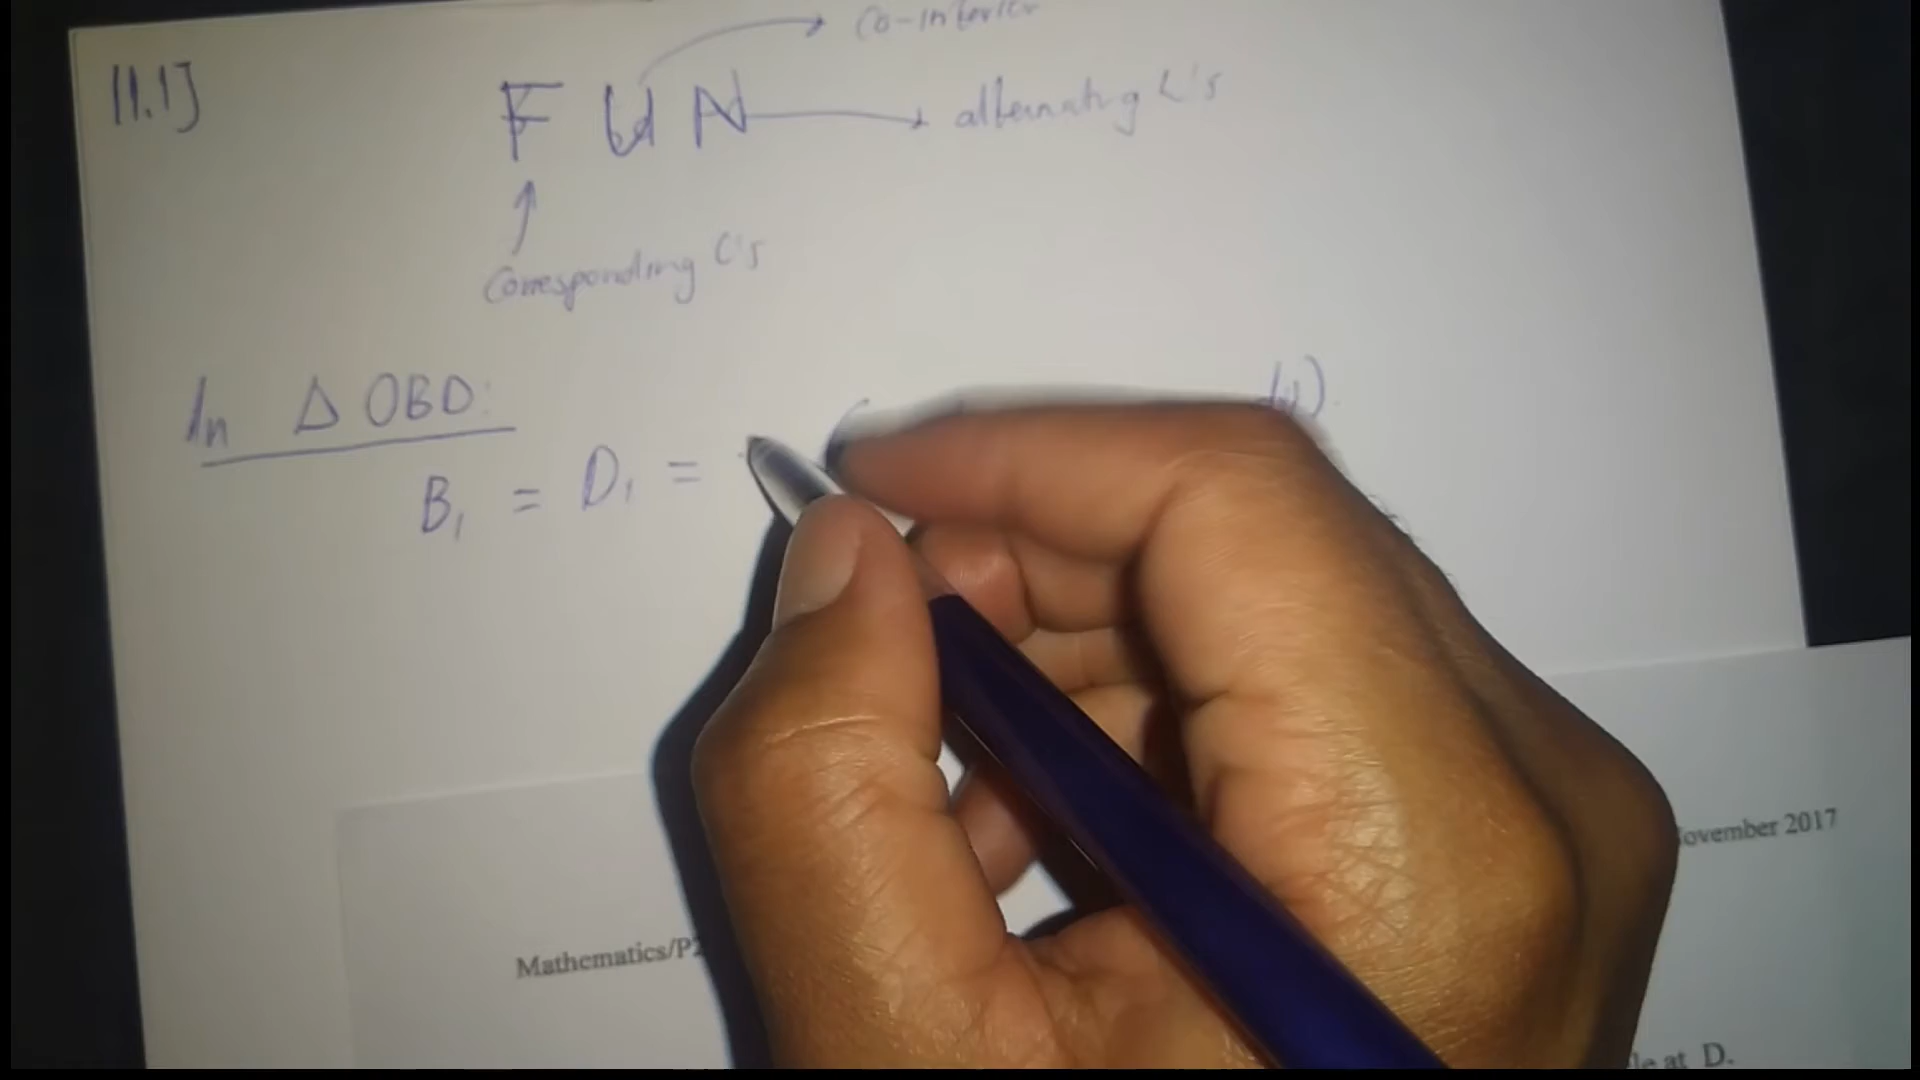 11.1]
Co-interior
F U N
alternating L's
Corresponding L's
In Δ OBD:
B₁ = D₁ =
November 2017
Mathematics/P2
at D.